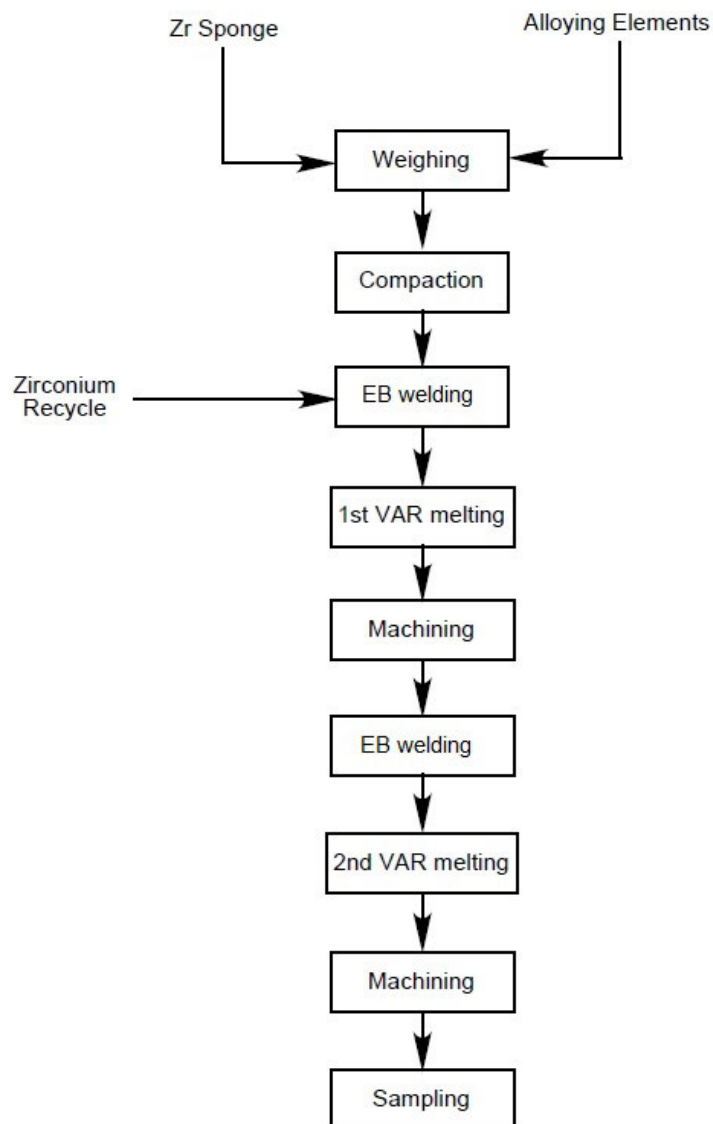 Zr Sponge
Alloying Elements
Weighing
Compaction
Zirconium
Recycle
EB welding
1st VAR melting
Machining
EB welding
2nd VAR melting
Machining
Sampling